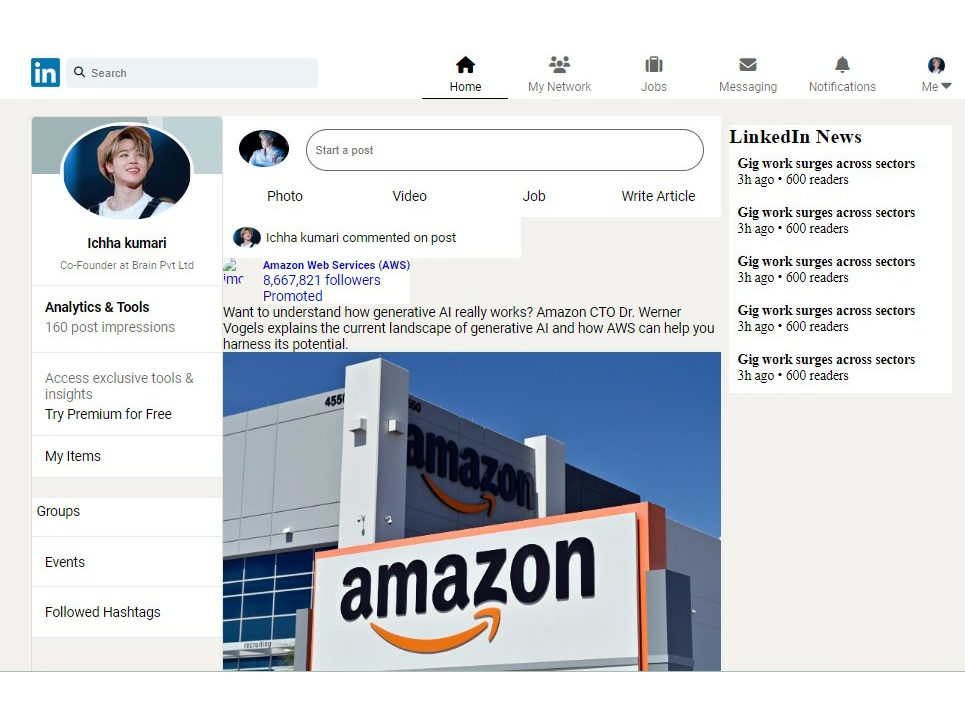 in
Search
Home
My Network
Jobs
Messaging
Notifications
Me
Ichha kumari
Co-Founder at Brain Pvt Ltd
Analytics & Tools
160 post impressions
Access exclusive tools &
insights
Try Premium for Free
My Items
Groups
Events
Followed Hashtags
Start a post
Photo
Video
Job
Write Article
Ichha kumari commented on post
Amazon Web Services (AWS)
8,667,821 followers
Promoted
Want to understand how generative AI really works? Amazon CTO Dr. Werner
Vogels explains the current landscape of generative AI and how AWS can help you
harness its potential.
4550
amazon
amazon
recruiting
LinkedIn News
Gig work surges across sectors
3h ago • 600 readers
Gig work surges across sectors
3h ago • 600 readers
Gig work surges across sectors
3h ago • 600 readers
Gig work surges across sectors
3h ago • 600 readers
Gig work surges across sectors
3h ago • 600 readers